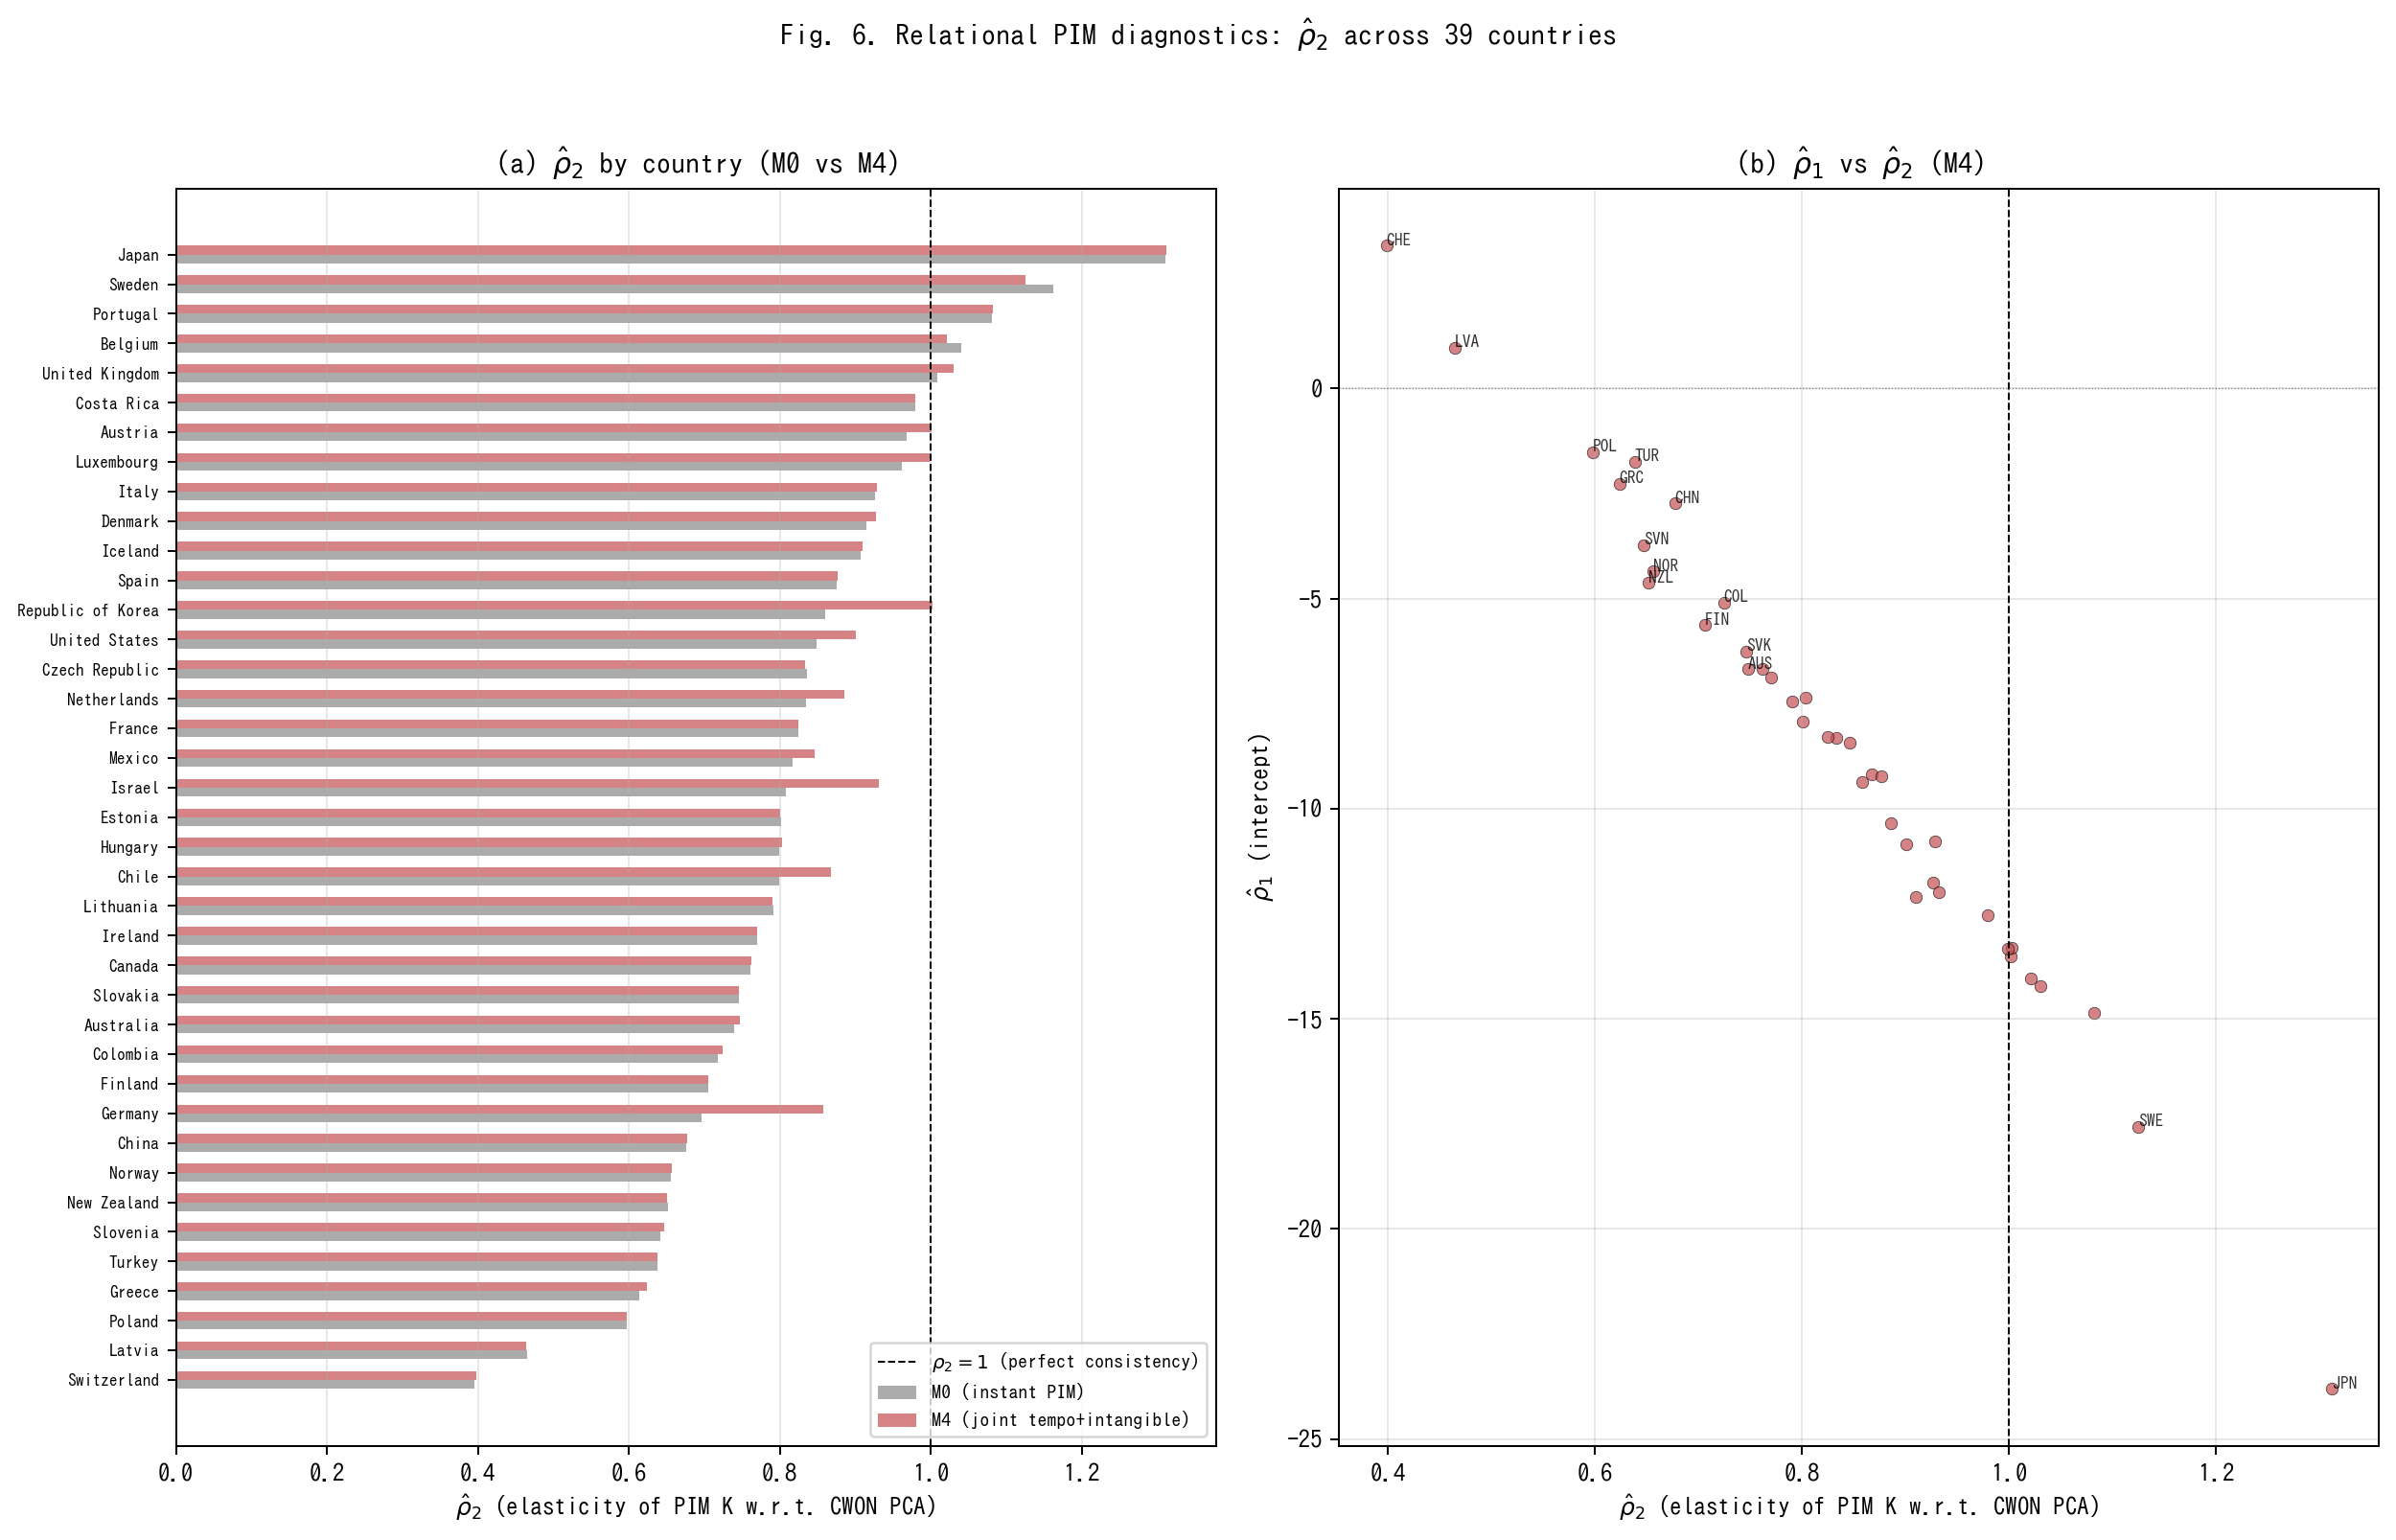 Fig. 6. Relational PIM diagnostics: ρ̂₂ across 39 countries
(a) ρ̂₂ by country (M0 vs M4)
Japan
Sweden
Portugal
Belgium
United Kingdom
Costa Rica
Austria
Luxembourg
Italy
Denmark
Iceland
Spain
Republic of Korea
United States
Czech Republic
Netherlands
France
Mexico
Israel
Estonia
Hungary
Chile
Lithuania
Ireland
Canada
Slovakia
Australia
Colombia
Finland
Germany
China
Norway
New Zealand
Slovenia
Turkey
Greece
Poland
Latvia
Switzerland
ρ₂ = 1 (perfect consistency)
M0 (instant PIM)
M4 (joint tempo+intangible)
0.0 0.2 0.4 0.6 0.8 1.0 1.2
ρ̂₂ (elasticity of PIM K w.r.t. CWON PCA)
(b) ρ̂₁ vs ρ̂₂ (M4)
CHE
LVA
POL
TUR
GRC
CHN
SVN
NOR
NZL
COL
FIN
SVK
AUS
SWE
JPN
0
−5
−10
−15
−20
−25
ρ̂₁ (intercept)
0.4 0.6 0.8 1.0 1.2
ρ̂₂ (elasticity of PIM K w.r.t. CWON PCA)